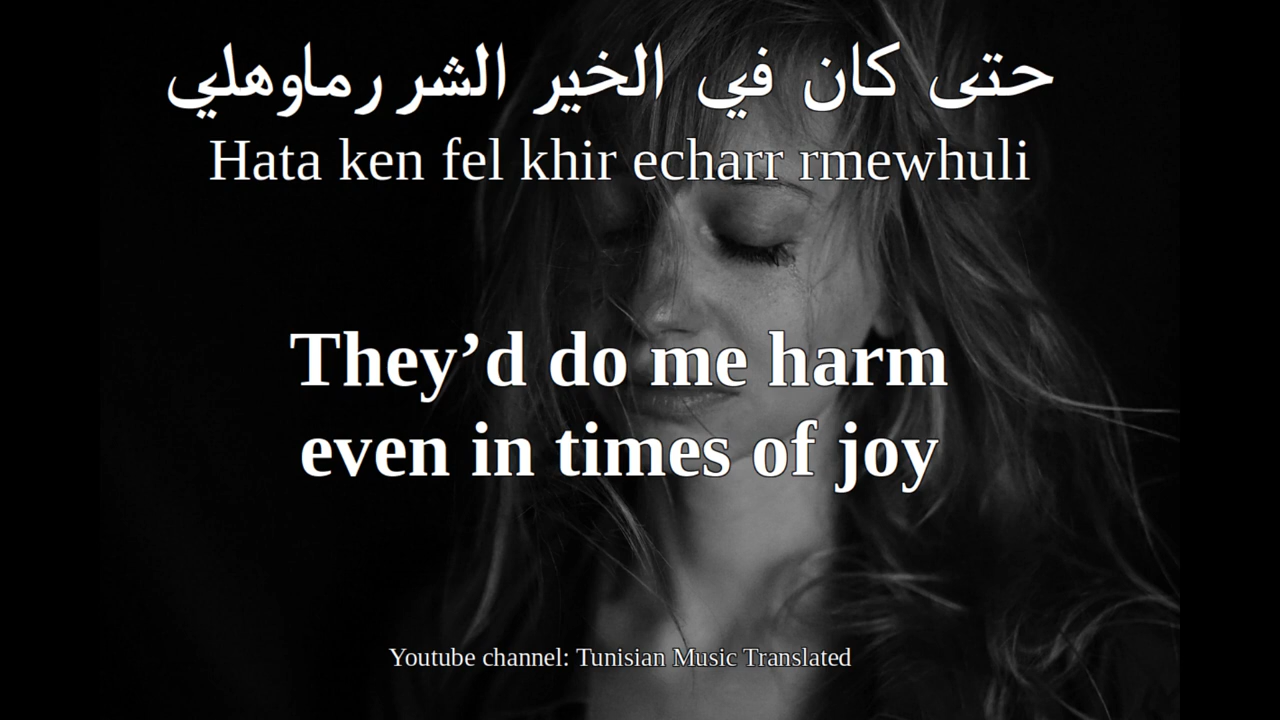 حتى كان في الخير الشر رماوهلي
Hata ken fel khir echarr rmewhuli
They’d do me harm
even in times of joy
Youtube channel: Tunisian Music Translated